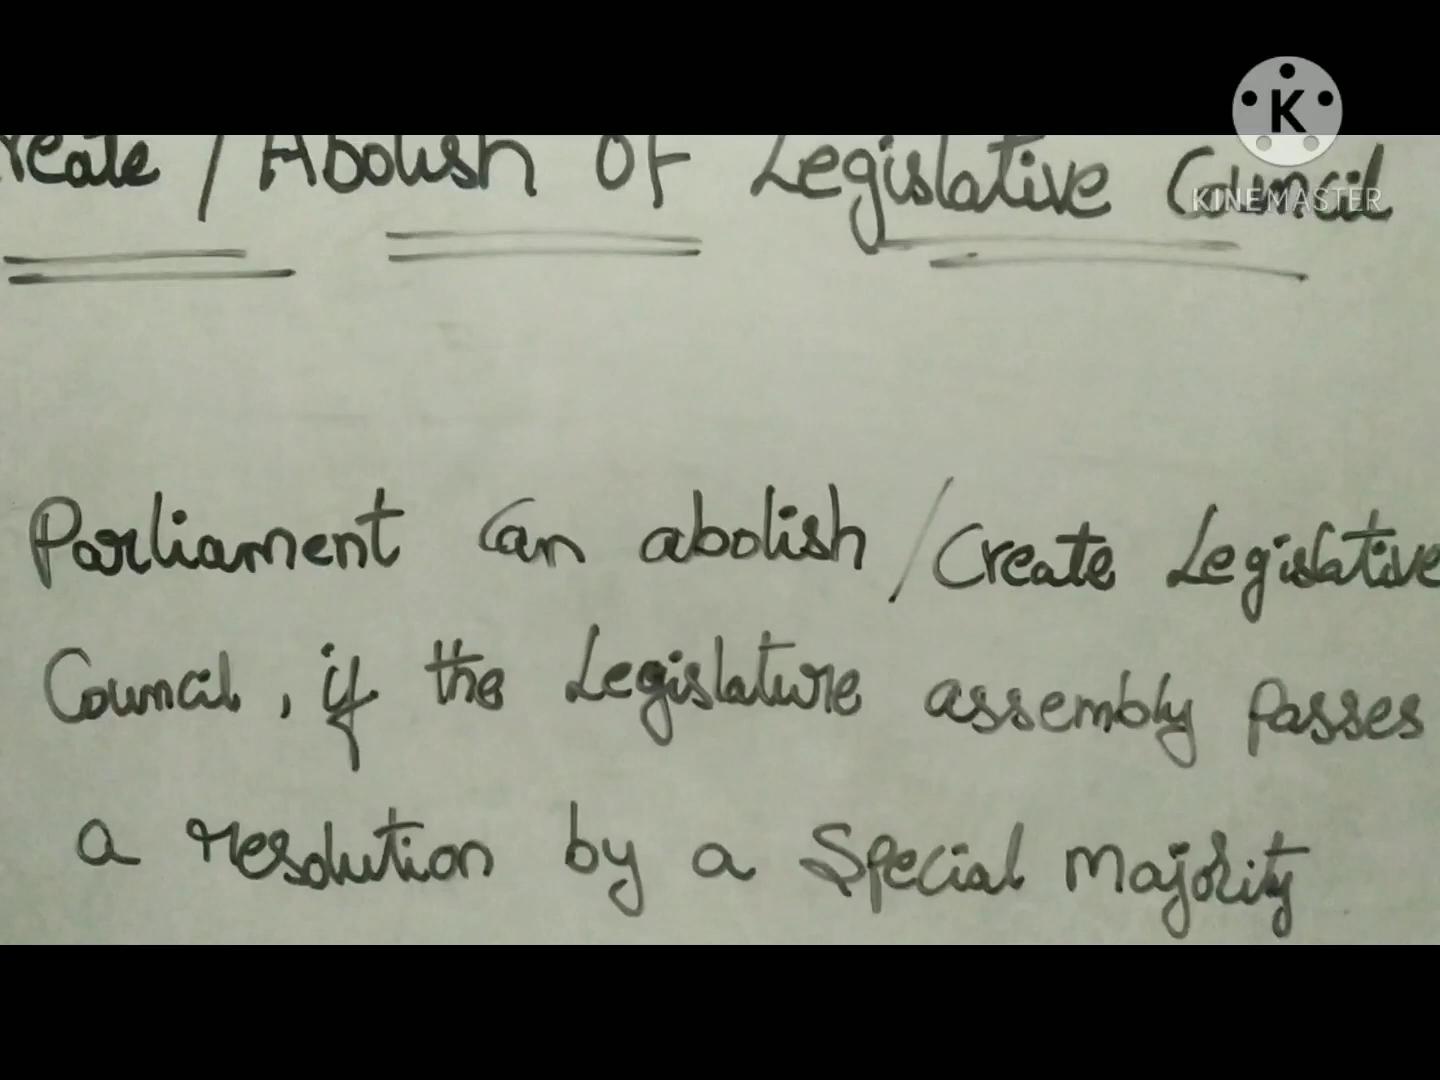 K
KINEMASTER
reate / Abolish Of Legislative Council
Parliament Can abolish / Create Legislative
Council, if the Legislature assembly Passes
a resolution by a Special Majority